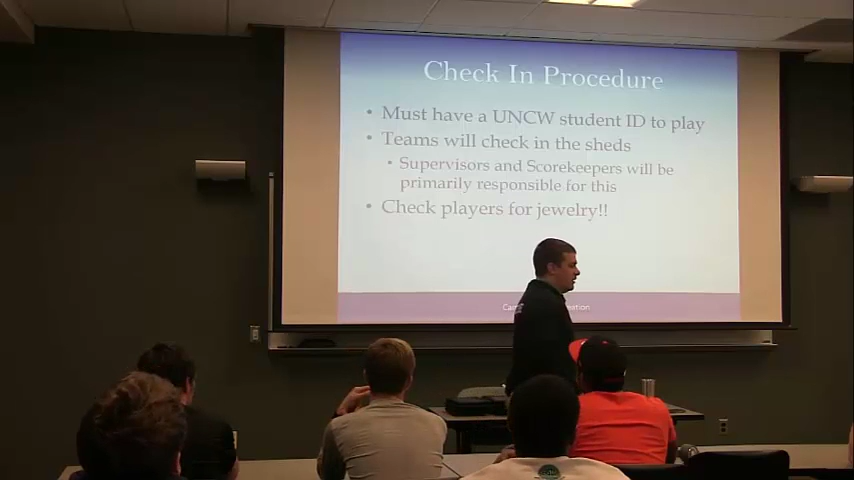 Check In Procedure
• Must have a UNCW student ID to play
• Teams will check in the sheds
• Supervisors and Scorekeepers will be
primarily responsible for this
• Check players for jewelry!!